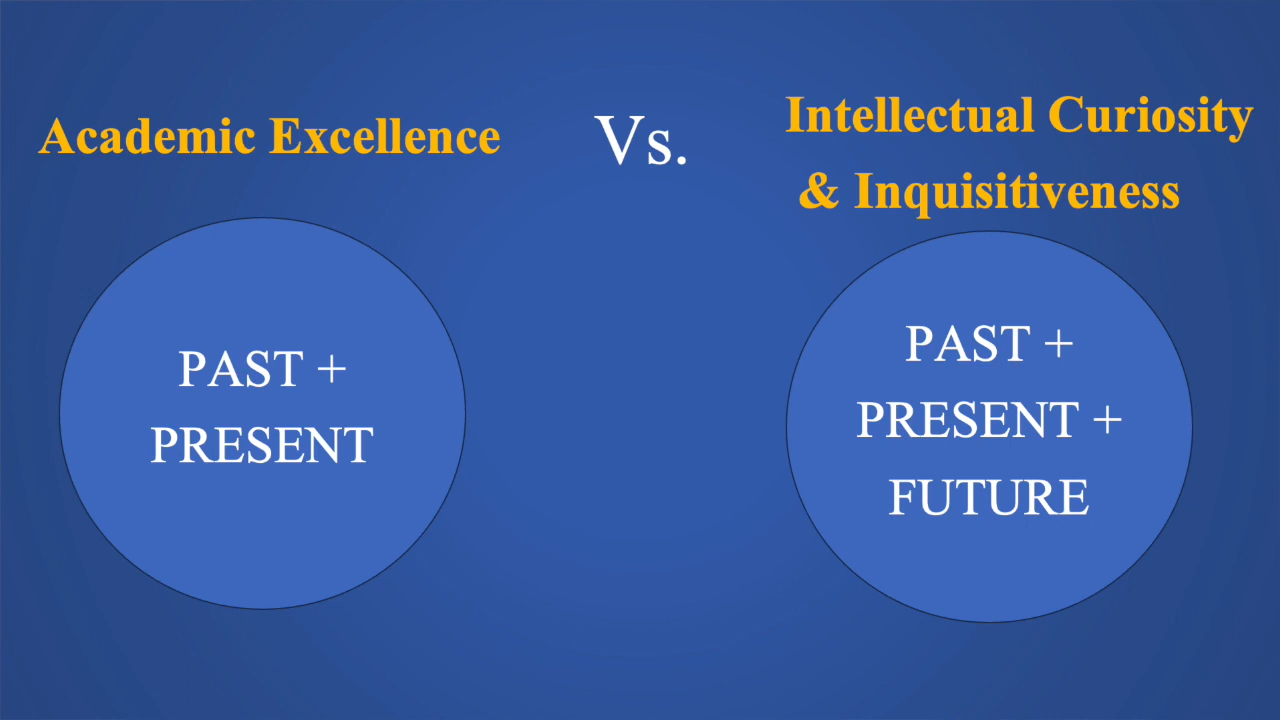 Academic Excellence
Vs.
Intellectual Curiosity
& Inquisitiveness
PAST +
PRESENT
PAST +
PRESENT +
FUTURE